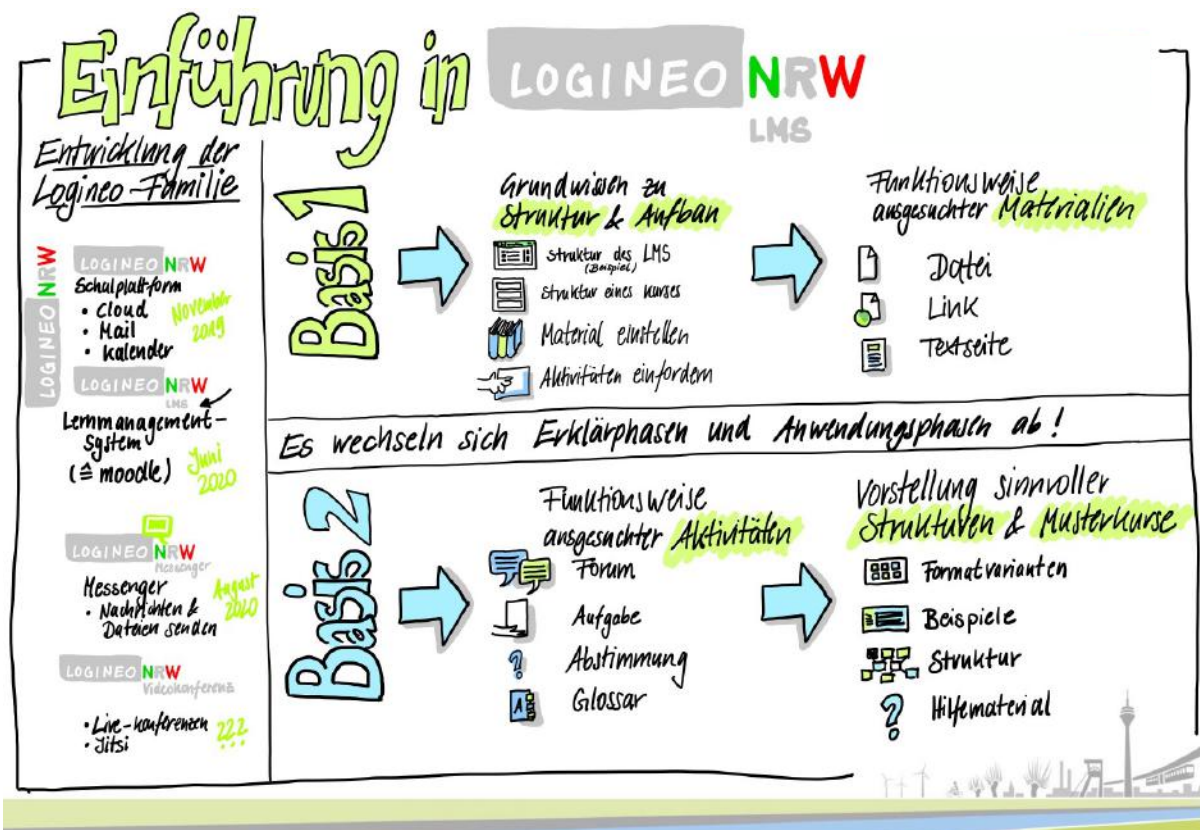 Einführung in LOGINEO NRW
LMS
Entwicklung der
Logineo-Familie
LOGINEO NRW
LOGINEO NRW
Schulplattform
• Cloud
• Mail
• Kalender
November
2019
LOGINEO NRW
LMS
Lernmanagement-
system
(≙ moodle)
Juni
2020
LOGINEO NRW
Messenger
Messenger
• Nachrichten &
Dateien senden
August
2020
LOGINEO NRW
Videokonferenz
• Live-Konferenzen
• Jitsi
???
Basis 1
Grundwissen zu
Struktur & Aufbau
Struktur des LMS
(Beispiel)
Struktur eines Kurses
Material einstellen
Aktivitäten einfordern
Funktionsweise
ausgesuchter Materialien
Datei
Link
Textseite
Es wechseln sich Erklärphasen und Anwendungsphasen ab!
Basis 2
Funktionsweise
ausgesuchter Aktivitäten
Forum
Aufgabe
? Abstimmung
A Glossar
Vorstellung sinnvoller
Strukturen & Musterkurse
Formatvarianten
Beispiele
Struktur
? Hilfematerial